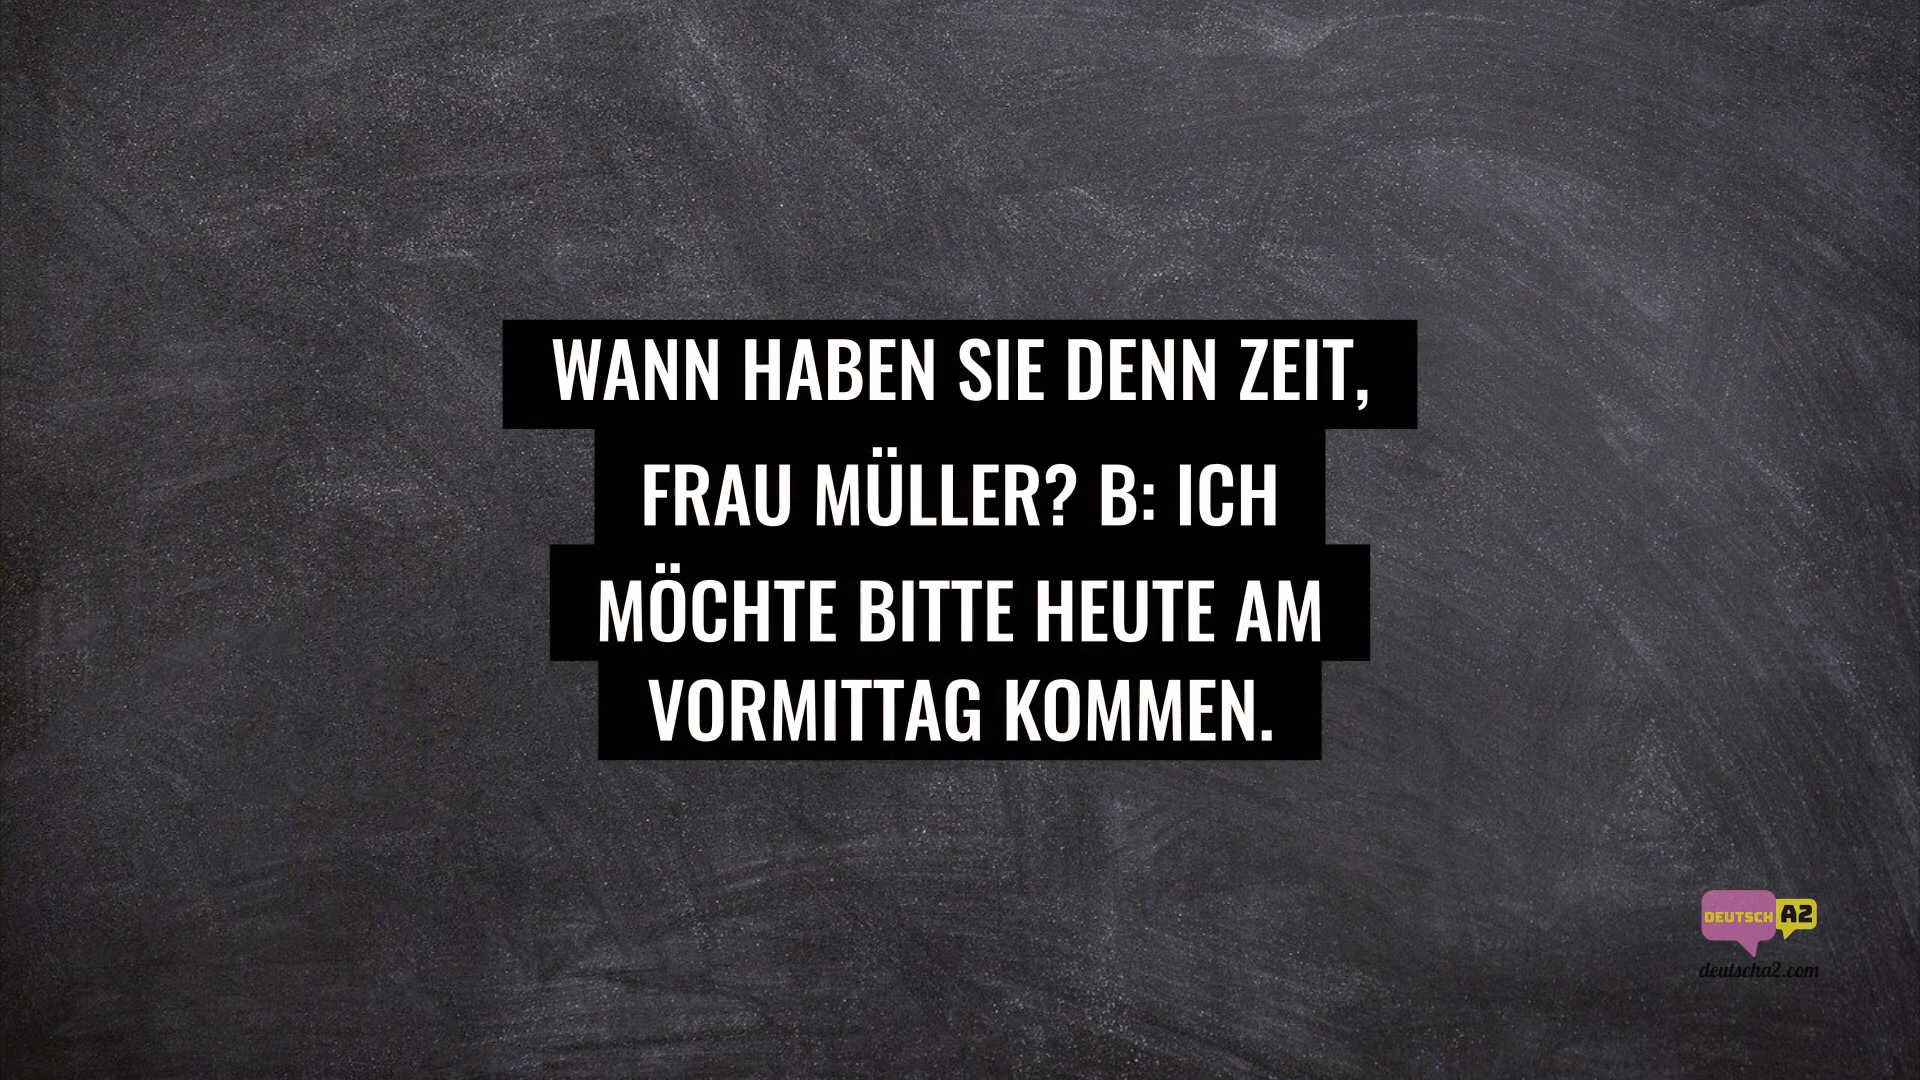 WANN HABEN SIE DENN ZEIT,
FRAU MÜLLER? B: ICH
MÖCHTE BITTE HEUTE AM
VORMITTAG KOMMEN.
DEUTSCH A2
deutscha2.com